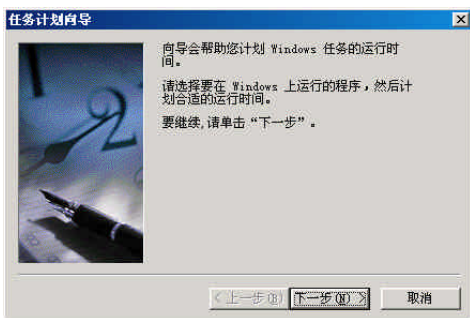 任务计划向导
向导会帮助您计划 Windows 任务的运行时
间。
请选择要在 Windows 上运行的程序，然后计
划合适的运行时间。
要继续,请单击“下一步”。
<上一步(B)
下一步(N)>
取消